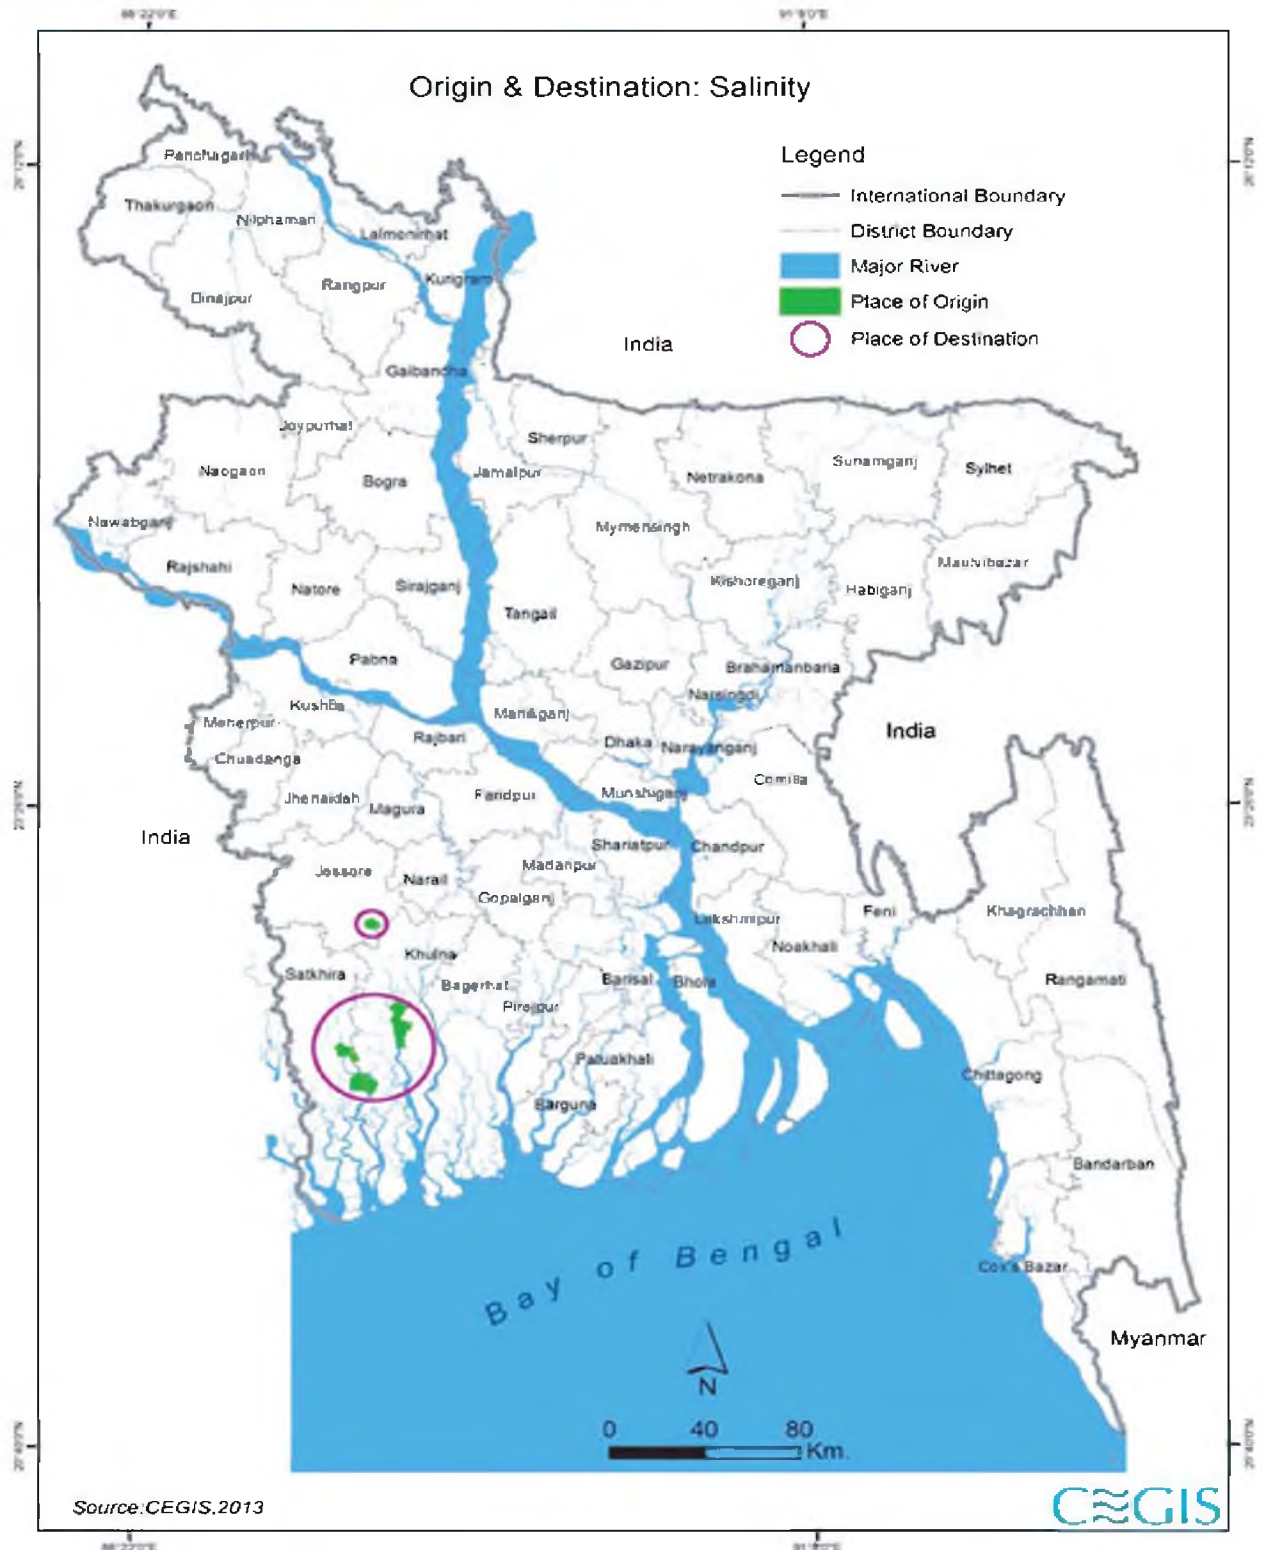 Origin & Destination: Salinity
Legend
International Boundary
District Boundary
Major River
Place of Origin
Place of Destination
Thakurgaon
Lalmonirhat
Kurigram
Rangpur
Dinajpur
India
Gaibandha
Joypurhat
Sherpur
Naogaon
Bogra
Jamalpur
Netrakona
Sunamganj
Sylhet
Nawabganj
Mymensingh
Rajshahi
Natore
Sirajganj
Tangail
Kishoreganj
Habiganj
Maulvibazar
Pabna
Gazipur
Brahamanbaria
Narsingdi
Meherpur
Manikganj
Rajbari
Dhaka
Narayanganj
India
Chuadanga
Comilla
Jhenaidah
Magura
Faridpur
Munshiganj
India
Shariatpur
Chandpur
Jessore
Narail
Madaripur
Gopalganj
Lakshmipur
Feni
Khagrachhari
Noakhali
Khulna
Satkhira
Bagerhat
Barisal
Bhola
Rangamati
Pirojpur
Patuakhali
Chittagong
Barguna
Bandarban
Bay of Bengal
Cox's Bazar
Myanmar
N
0 40 80
Km.
Source:CEGIS,2013
CEGIS